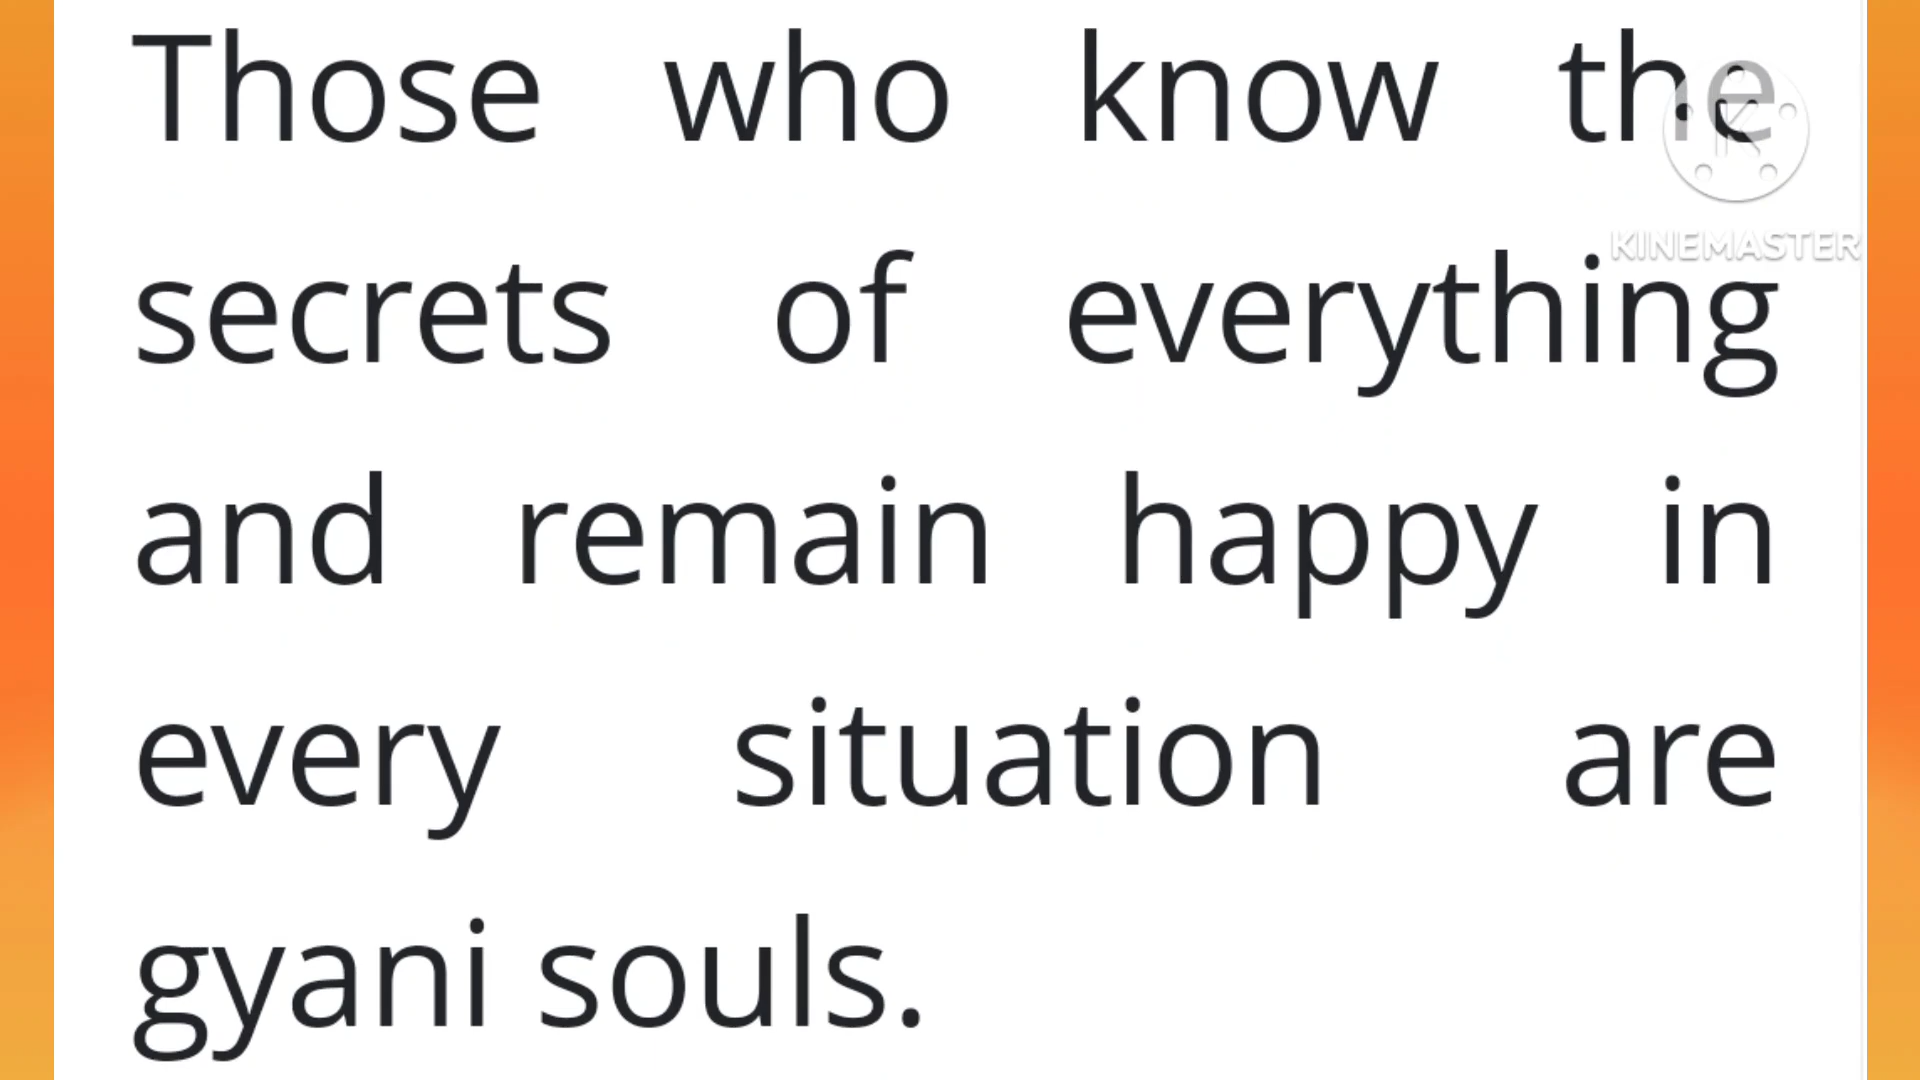 Those who know the
KINEMASTER
secrets of everything
and remain happy in
every situation are
gyani souls.